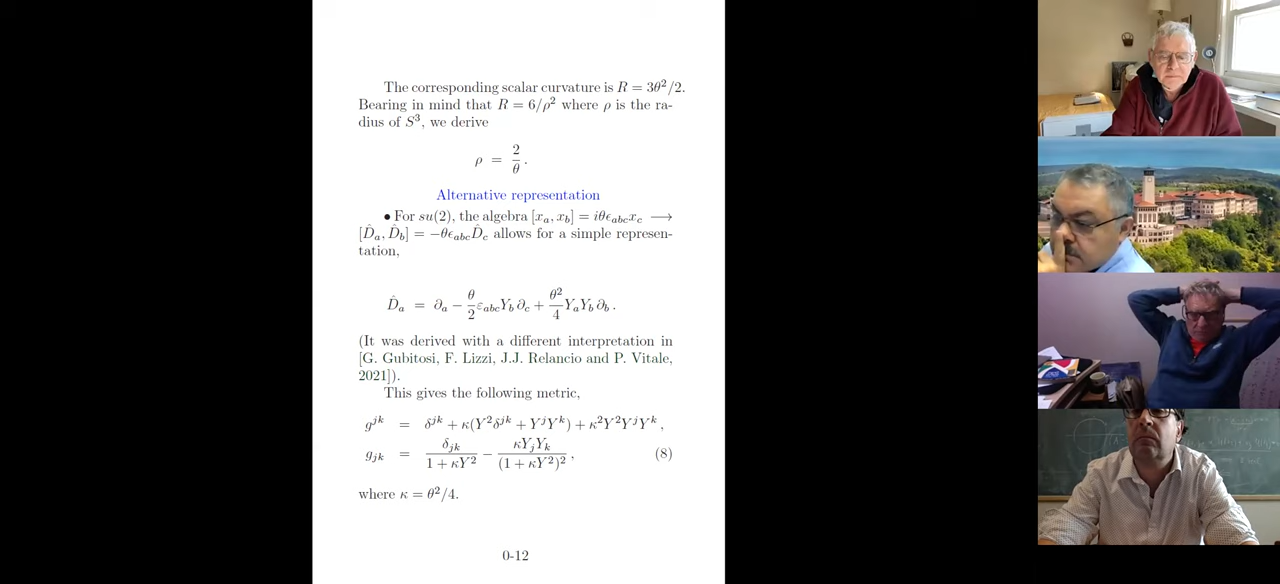 The corresponding scalar curvature is R = 3θ²/2.
Bearing in mind that R = 6/ρ² where ρ is the ra-
dius of S³, we derive
ρ = 2/θ .
Alternative representation
• For su(2), the algebra [x_a, x_b] = iθϵ_abc x_c ⟶
[D̂_a, D̂_b] = −θϵ_abc D̂_c allows for a simple represen-
tation,
D̂_a = ∂_a − θ/2 ε_abc Y_b ∂_c + θ²/4 Y_a Y_b ∂_b .
(It was derived with a different interpretation in
[G. Gubitosi, F. Lizzi, J.J. Relancio and P. Vitale,
2021]).
This gives the following metric,
g^jk = δ^jk + κ(Y²δ^jk + Y^jY^k) + κ²Y²Y^jY^k ,
g_jk = δ_jk/(1 + κY²) − κY_jY_k/(1 + κY²)² , (8)
where κ = θ²/4.
0-12